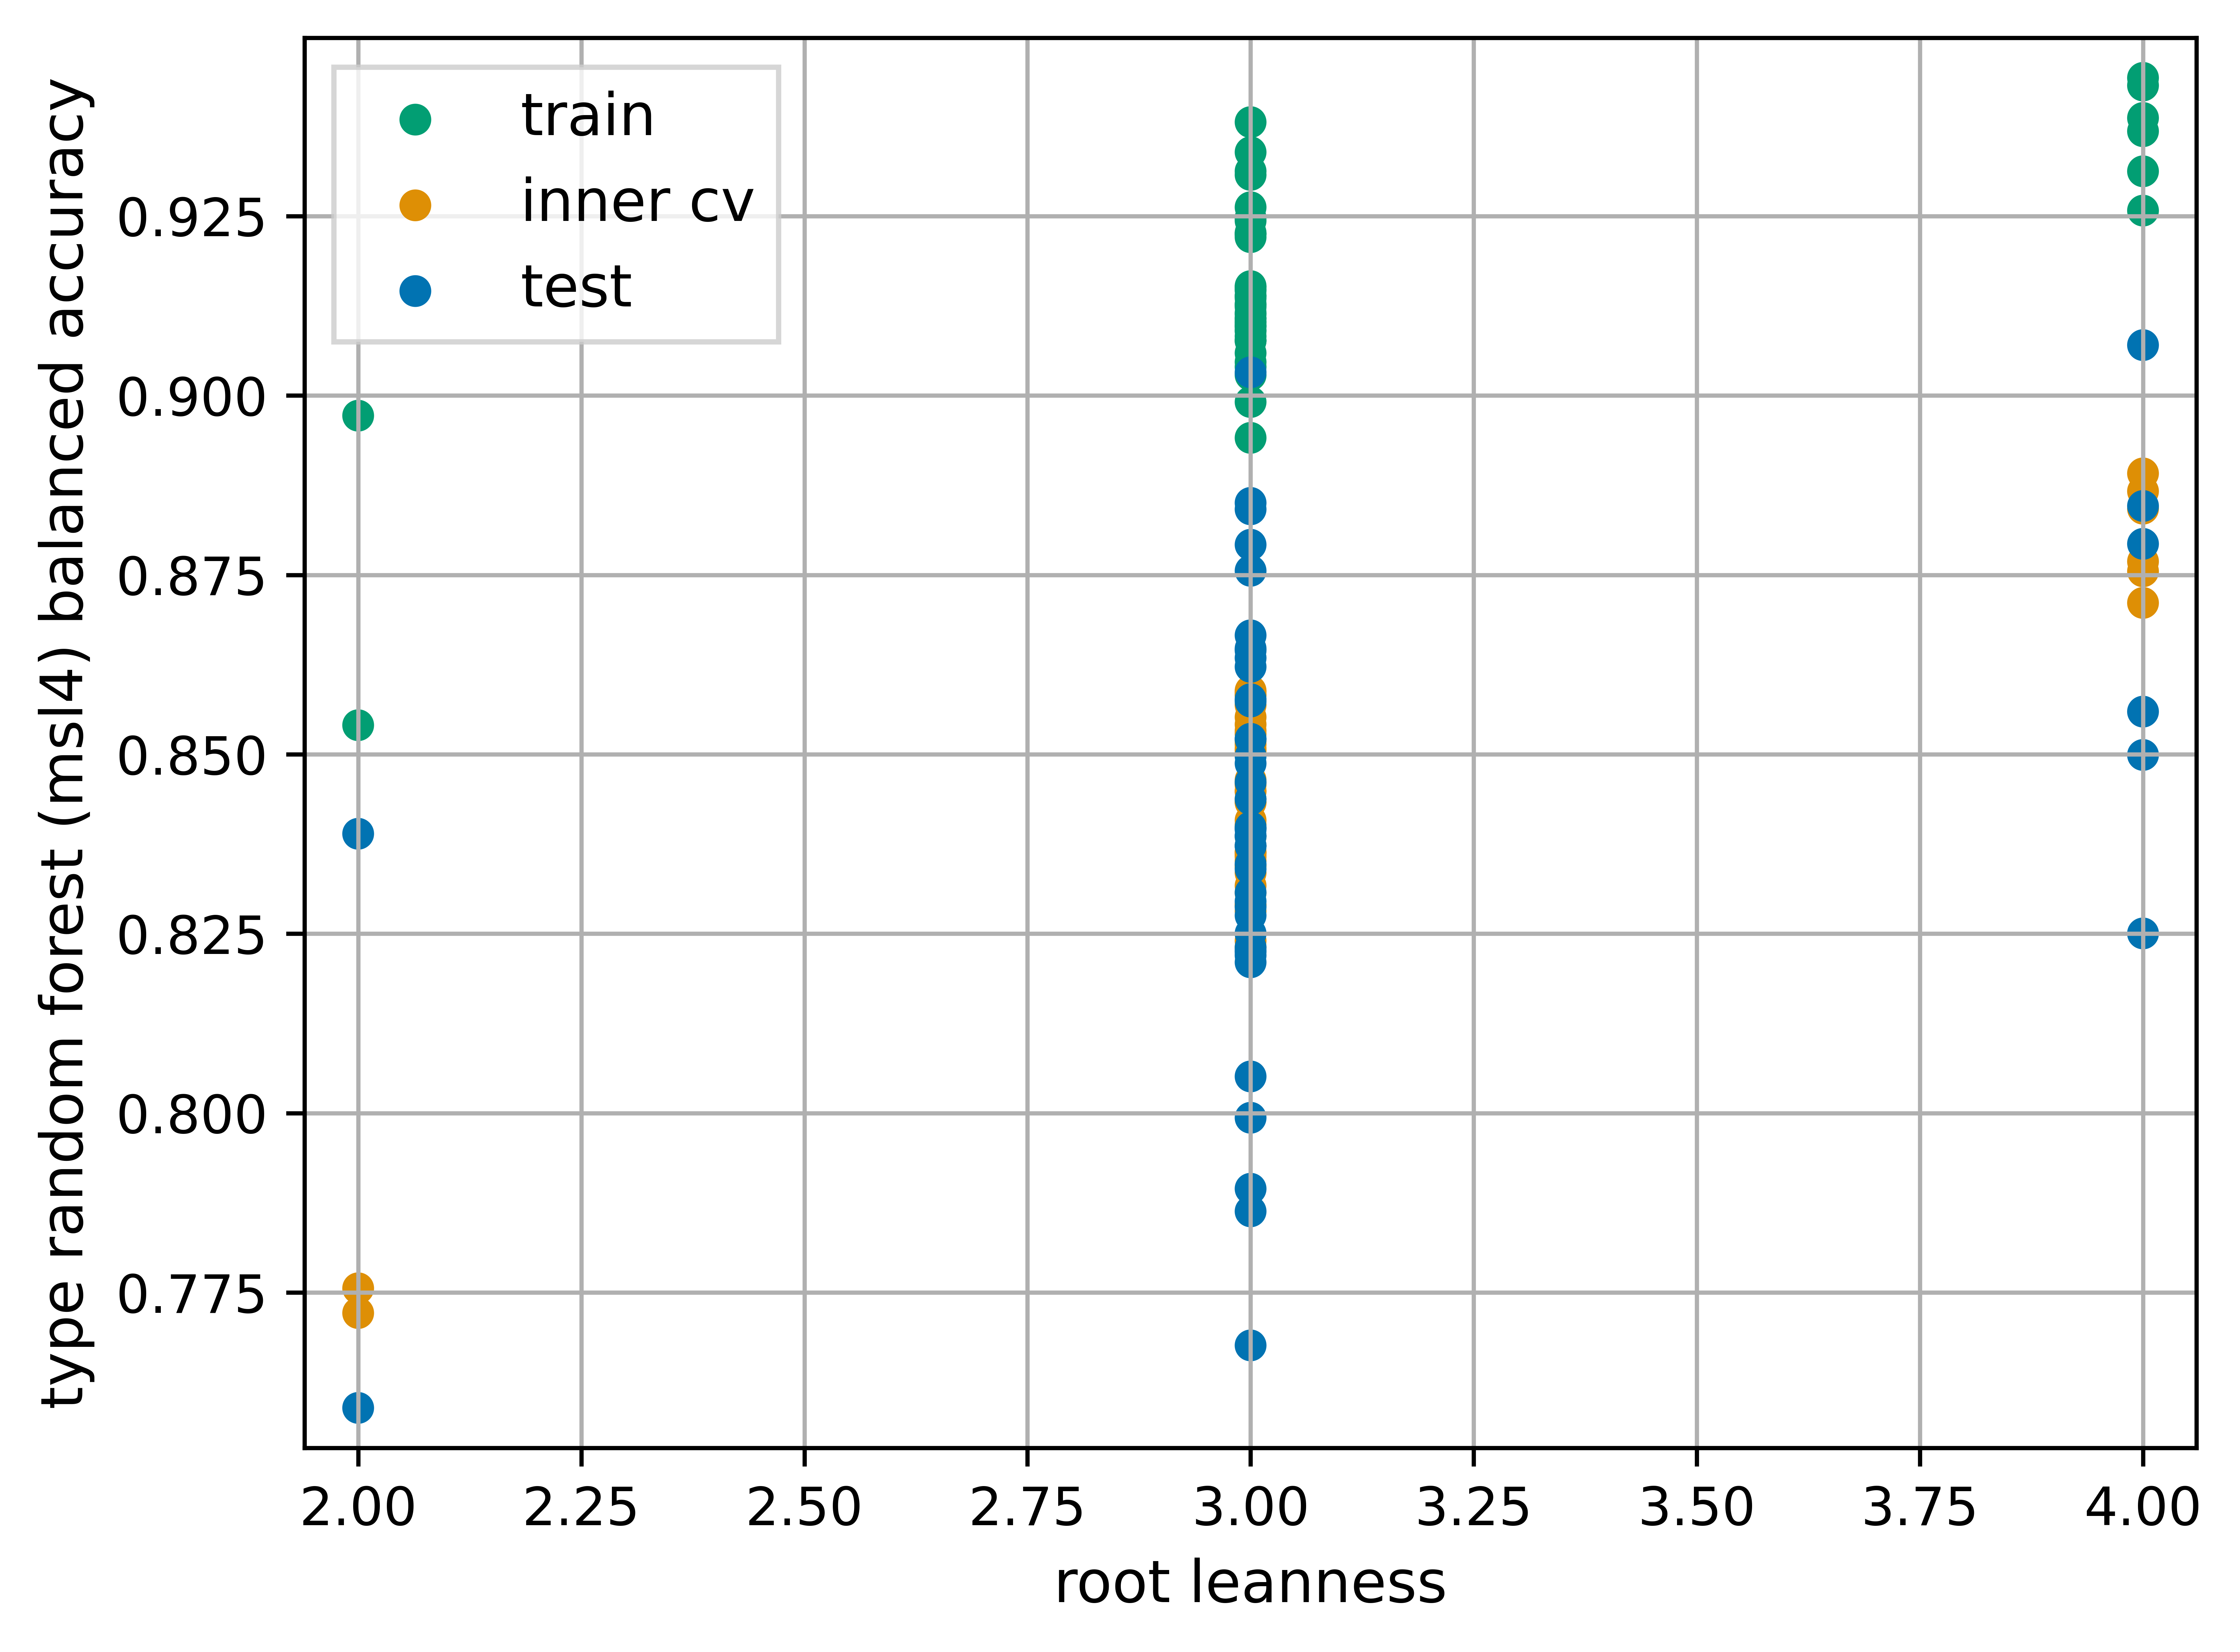 train
inner cv
test
type random forest (msl4) balanced accuracy
0.925
0.900
0.875
0.850
0.825
0.800
0.775
2.00 2.25 2.50 2.75 3.00 3.25 3.50 3.75 4.00
root leanness